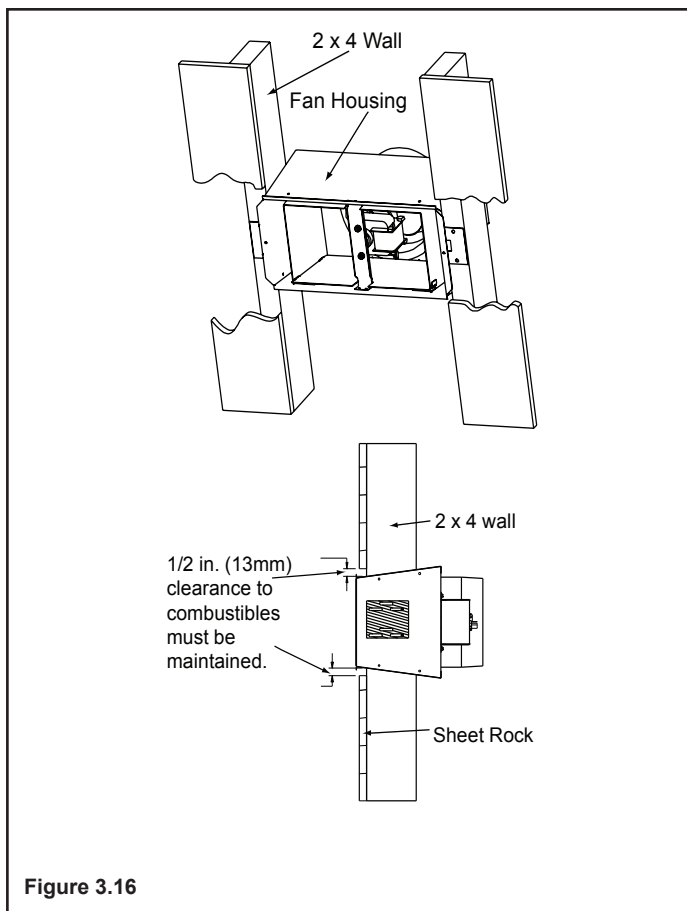 2 x 4 Wall
Fan Housing
2 x 4 wall
1/2 in. (13mm)
clearance to
combustibles
must be
maintained.
Sheet Rock
Figure 3.16